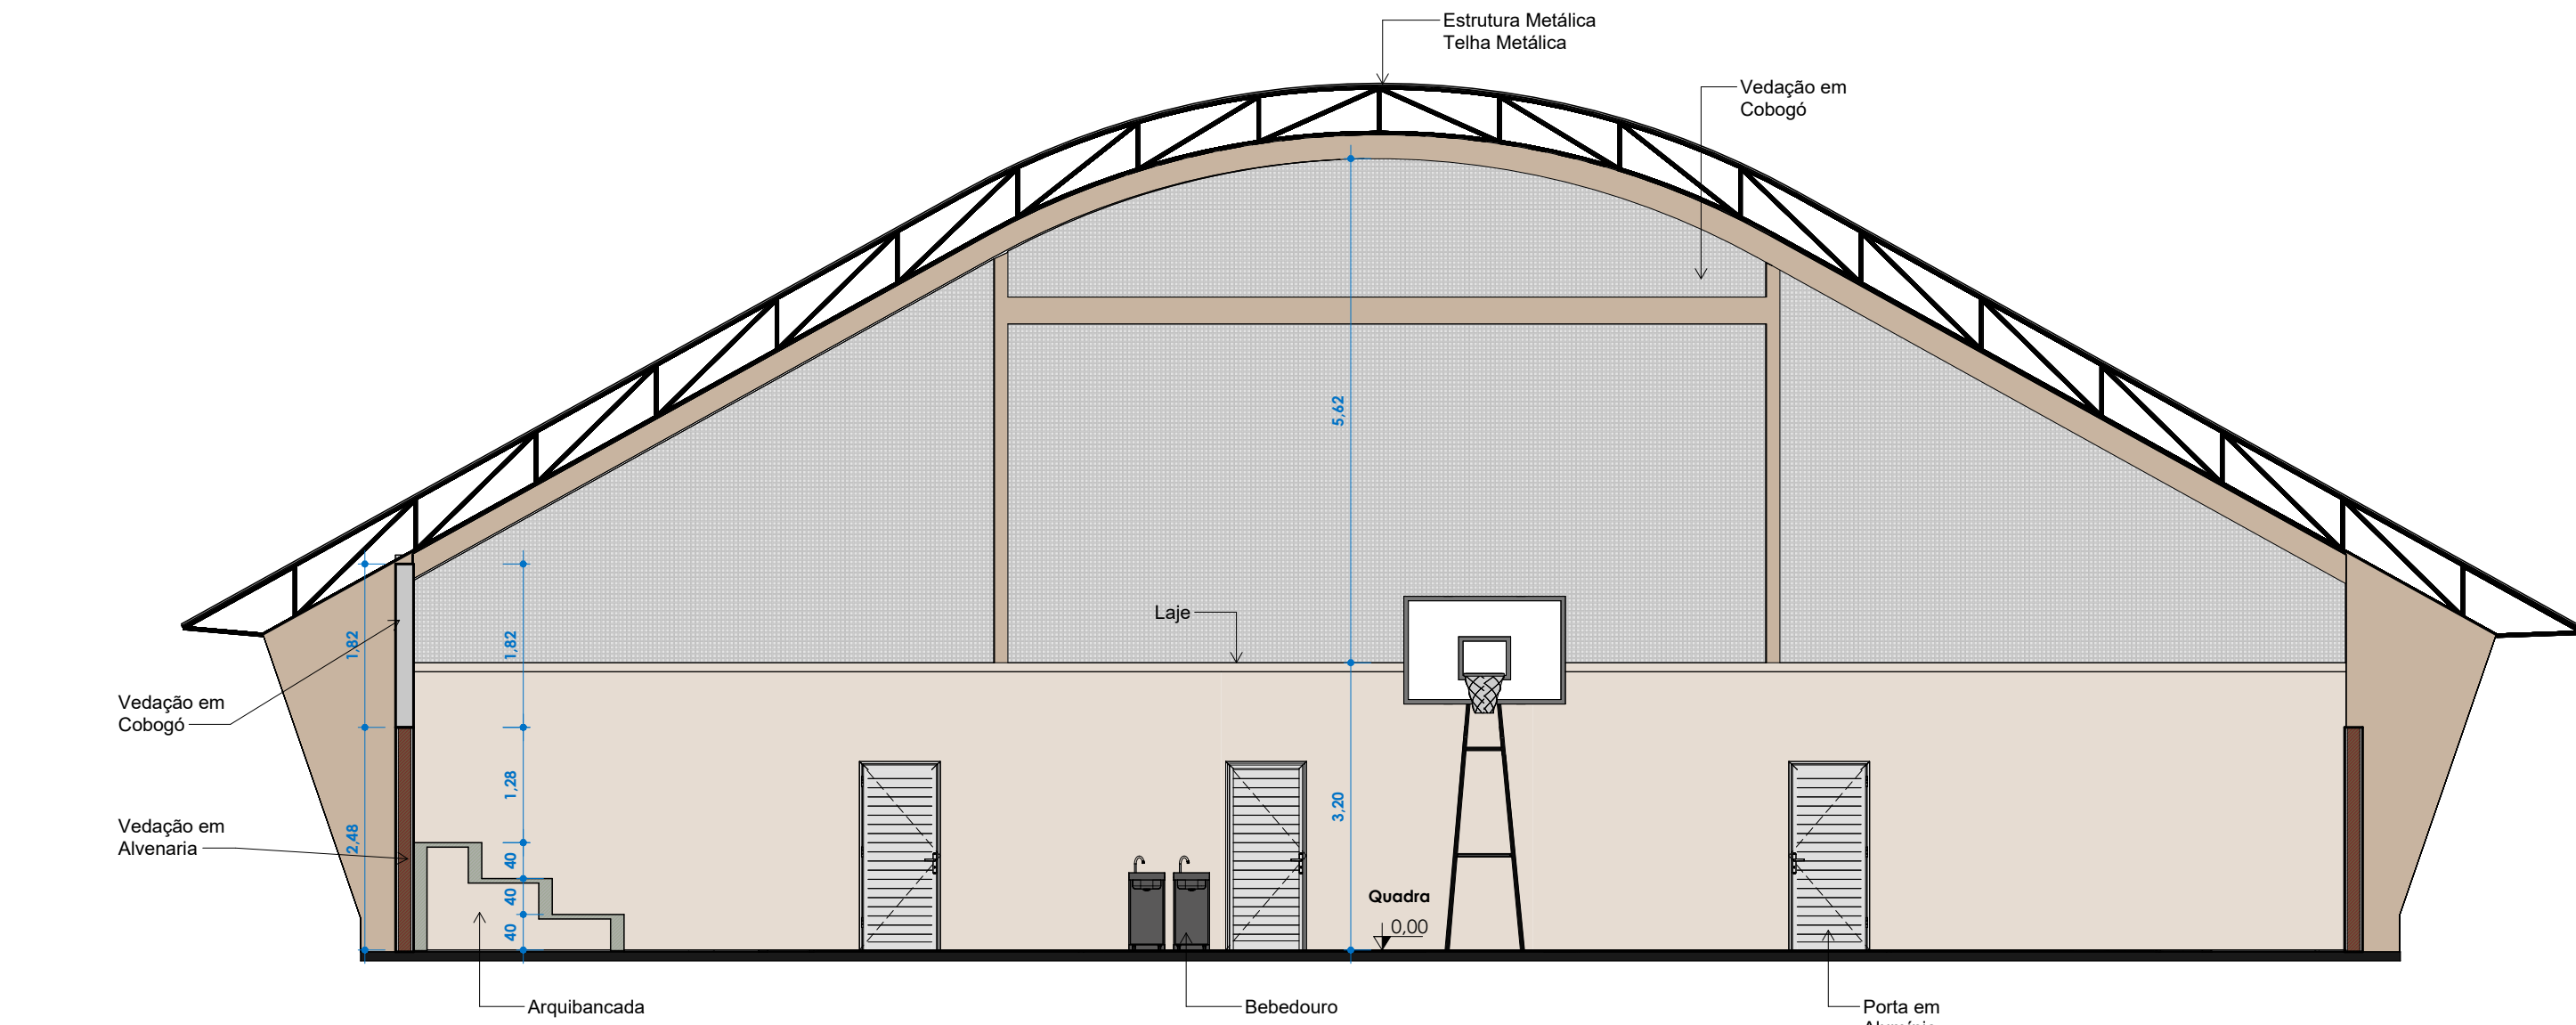 Estrutura Metálica
Telha Metálica
Vedação em
Cobogó
5,62
Laje
1,82
1,82
Vedação em
Cobogó
1,28
3,20
Vedação em
Alvenaria
2,48
40
40
40
Quadra
0,00
Arquibancada
Bebedouro
Porta em